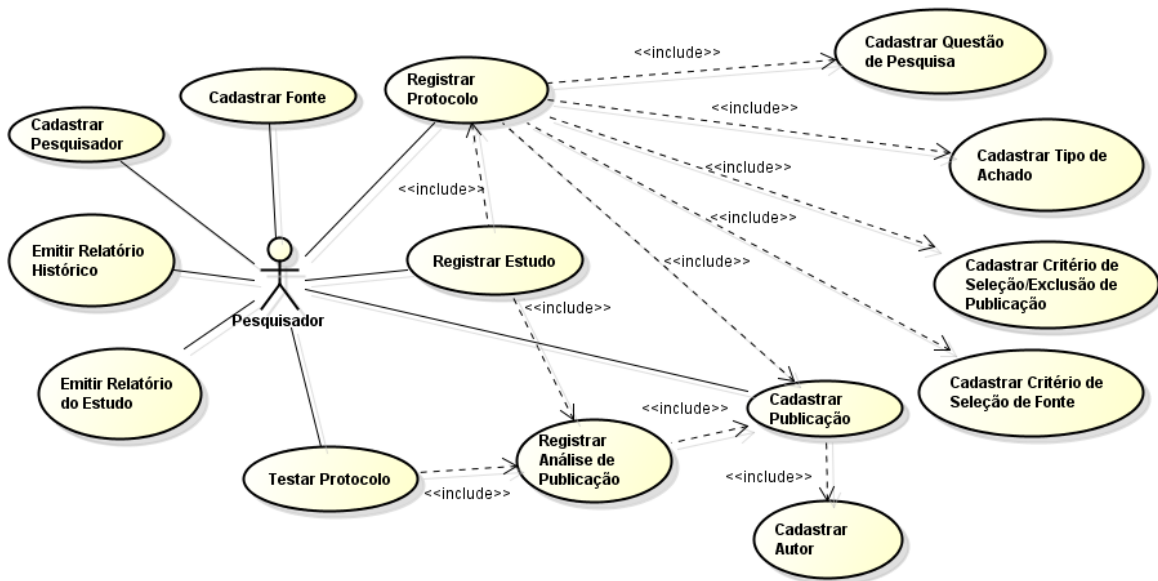 Cadastrar Questão
de Pesquisa
<<include>>
Registrar
Protocolo
Cadastrar Fonte
Cadastrar
Pesquisador
<<include>>
Cadastrar Tipo de
Achado
<<include>>
<<include>>
<<include>>
Emitir Relatório
Histórico
Registrar Estudo
<<include>>
Cadastrar Critério de
Seleção/Exclusão de
Publicação
<<include>>
Pesquisador
Emitir Relatório
do Estudo
Cadastrar Critério de
Seleção de Fonte
Cadastrar
Publicação
<<include>>
Registrar
Análise de
Publicação
Testar Protocolo
<<include>>
<<include>>
Cadastrar
Autor